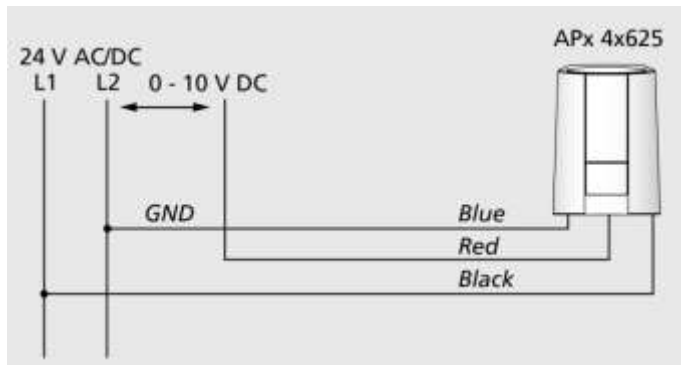 APx 4x625
24 V AC/DC
L1 L2 0 - 10 V DC
GND Blue
Red
Black